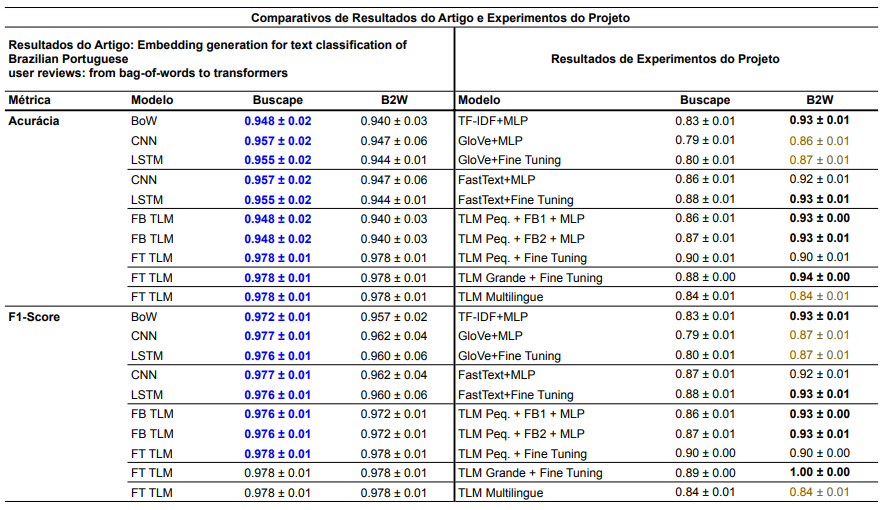 Comparativos de Resultados do Artigo e Experimentos do Projeto
Resultados do Artigo: Embedding generation for text classification of
Brazilian Portuguese
user reviews: from bag-of-words to transformers
Resultados de Experimentos do Projeto
Métrica Modelo Buscape B2W Modelo Buscape B2W
Acurácia BoW 0.948 ± 0.02 0.940 ± 0.03 TF-IDF+MLP 0.83 ± 0.01 0.93 ± 0.01
CNN 0.957 ± 0.02 0.947 ± 0.06 GloVe+MLP 0.79 ± 0.01 0.86 ± 0.01
LSTM 0.955 ± 0.02 0.944 ± 0.01 GloVe+Fine Tuning 0.80 ± 0.01 0.87 ± 0.01
CNN 0.957 ± 0.02 0.947 ± 0.06 FastText+MLP 0.86 ± 0.01 0.92 ± 0.01
LSTM 0.955 ± 0.02 0.944 ± 0.01 FastText+Fine Tuning 0.88 ± 0.01 0.93 ± 0.01
FB TLM 0.948 ± 0.02 0.940 ± 0.03 TLM Peq. + FB1 + MLP 0.86 ± 0.01 0.93 ± 0.00
FB TLM 0.948 ± 0.02 0.940 ± 0.03 TLM Peq. + FB2 + MLP 0.87 ± 0.01 0.93 ± 0.01
FT TLM 0.978 ± 0.01 0.978 ± 0.01 TLM Peq. + Fine Tuning 0.90 ± 0.01 0.90 ± 0.01
FT TLM 0.978 ± 0.01 0.978 ± 0.01 TLM Grande + Fine Tuning 0.88 ± 0.00 0.94 ± 0.00
FT TLM 0.978 ± 0.01 0.978 ± 0.01 TLM Multilingue 0.84 ± 0.01 0.84 ± 0.01
F1-Score BoW 0.972 ± 0.01 0.957 ± 0.02 TF-IDF+MLP 0.83 ± 0.01 0.93 ± 0.01
CNN 0.977 ± 0.01 0.962 ± 0.04 GloVe+MLP 0.79 ± 0.01 0.87 ± 0.01
LSTM 0.976 ± 0.01 0.960 ± 0.06 GloVe+Fine Tuning 0.80 ± 0.01 0.87 ± 0.01
CNN 0.977 ± 0.01 0.962 ± 0.04 FastText+MLP 0.87 ± 0.01 0.92 ± 0.01
LSTM 0.976 ± 0.01 0.960 ± 0.06 FastText+Fine Tuning 0.88 ± 0.01 0.93 ± 0.01
FB TLM 0.976 ± 0.01 0.972 ± 0.01 TLM Peq. + FB1 + MLP 0.86 ± 0.01 0.93 ± 0.00
FB TLM 0.976 ± 0.01 0.972 ± 0.01 TLM Peq. + FB2 + MLP 0.87 ± 0.01 0.93 ± 0.01
FT TLM 0.978 ± 0.01 0.978 ± 0.01 TLM Peq. + Fine Tuning 0.90 ± 0.00 0.90 ± 0.00
FT TLM 0.978 ± 0.01 0.978 ± 0.01 TLM Grande + Fine Tuning 0.89 ± 0.00 1.00 ± 0.00
FT TLM 0.978 ± 0.01 0.978 ± 0.01 TLM Multilingue 0.84 ± 0.01 0.84 ± 0.01